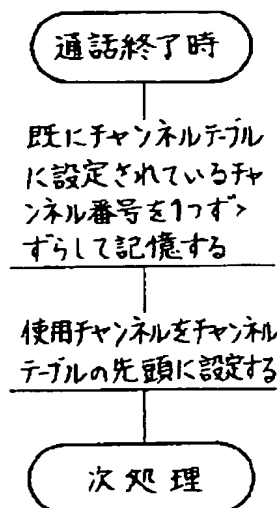 通話終了時
既にチャンネルテーブル
に設定されているチャ
ンネル番号を1つずゝ
ずらして記憶する
使用チャンネルをチャンネル
テーブルの先頭に設定する
次処理